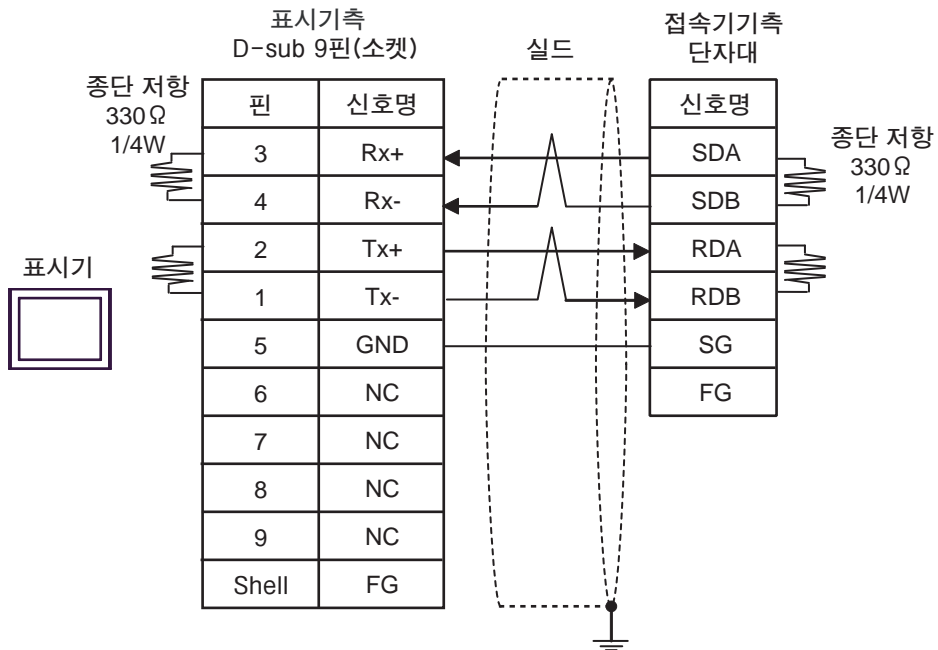 표시기측
D-sub 9핀(소켓)
실드
접속기기측
단자대
종단 저항
330Ω
1/4W
핀 신호명
신호명
3 Rx+
SDA
4 Rx-
SDB
2 Tx+
RDA
1 Tx-
RDB
5 GND
SG
6 NC
FG
7 NC
8 NC
9 NC
Shell FG
종단 저항
330Ω
1/4W
표시기